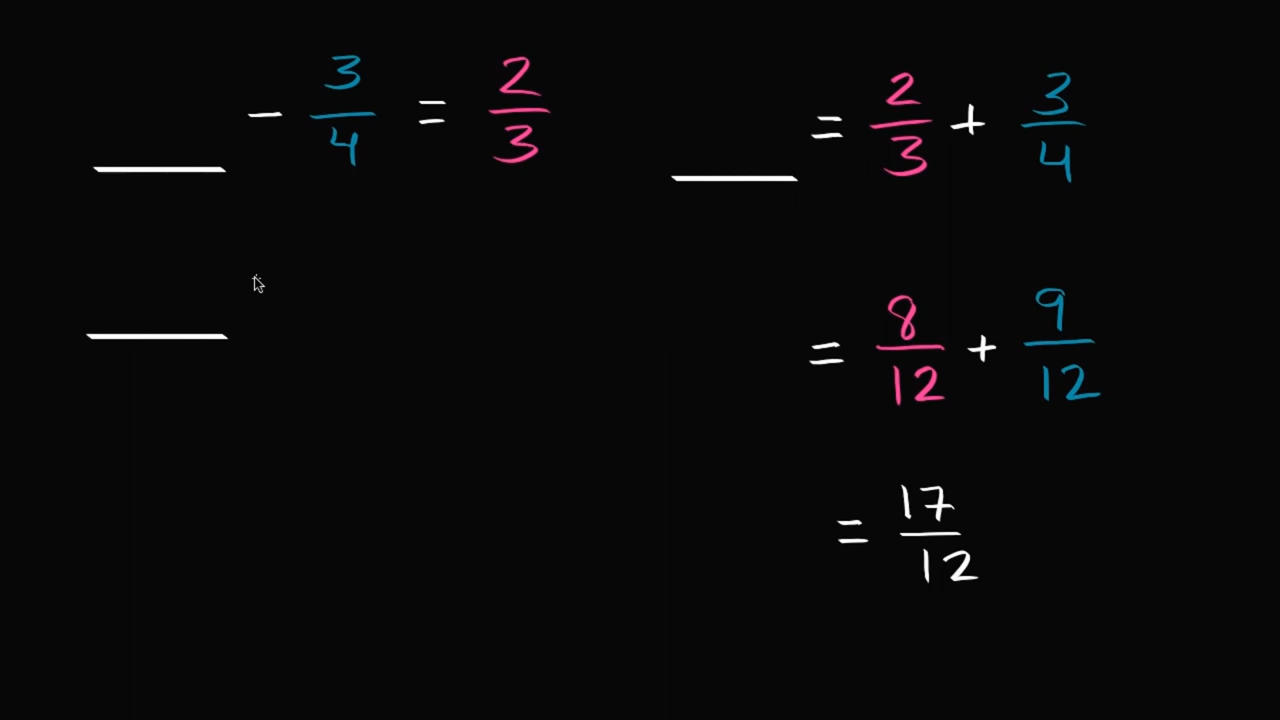 ___ - 3/4 = 2/3
___ = 2/3 + 3/4
___
= 8/12 + 9/12
= 17/12